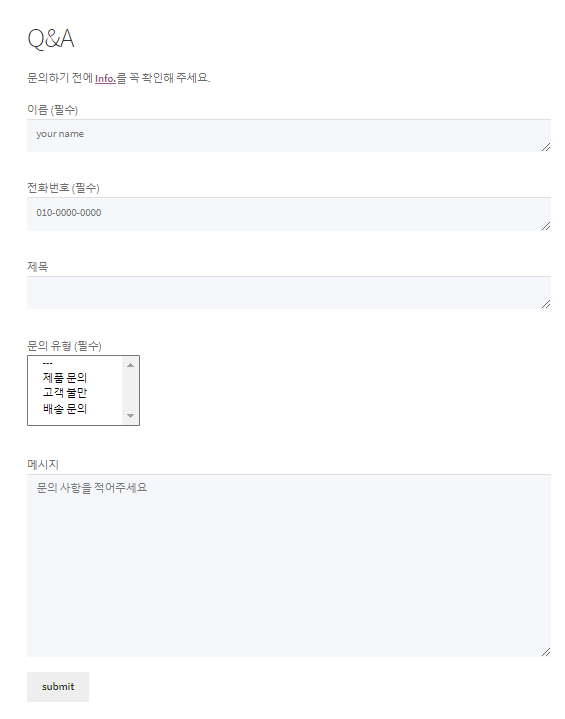 Q&A
문의하기 전에 Info.를 꼭 확인해 주세요.
이름 (필수)
your name
전화번호 (필수)
010-0000-0000
제목
문의 유형 (필수)
---
제품 문의
고객 불만
배송 문의
메시지
문의 사항을 적어주세요
submit